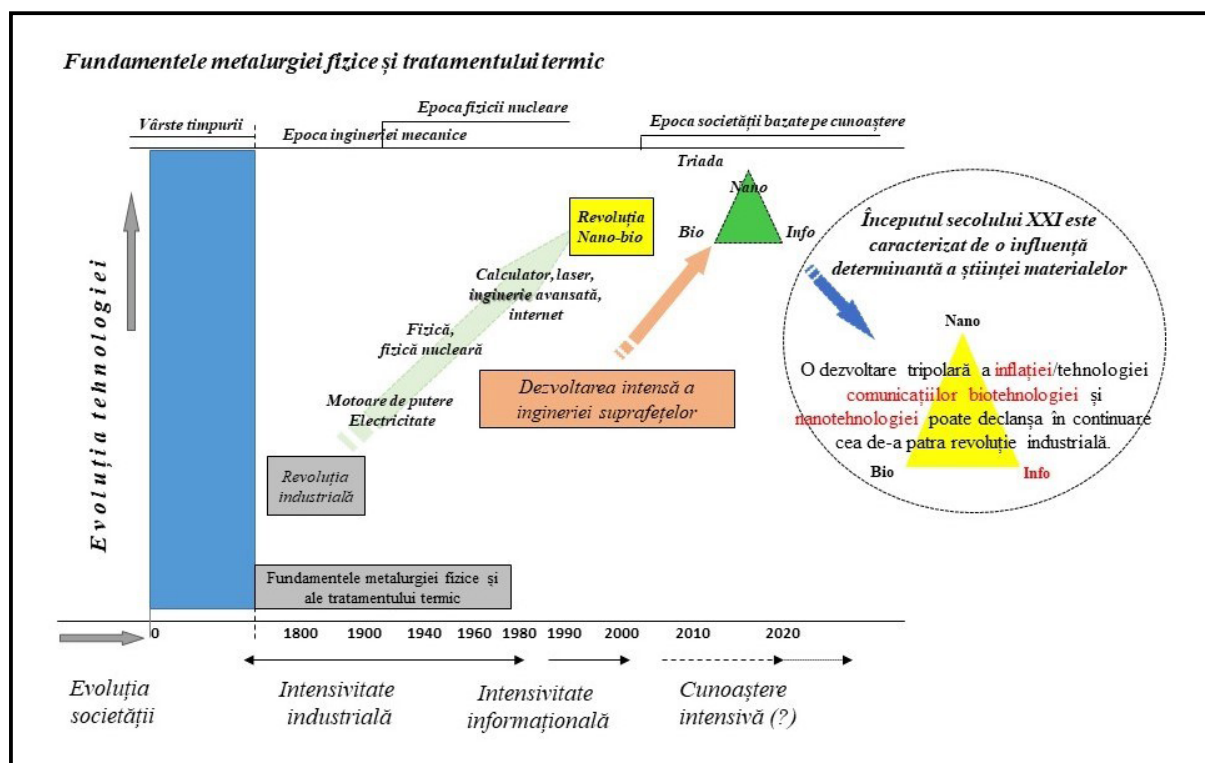 Fundamentele metalurgiei fizice și tratamentului termic
Epoca fizicii nucleare
Vârste timpurii
Epoca ingineriei mecanice
Epoca societății bazate pe cunoaștere
Triada
Nano
Bio
Info
Revoluția
Nano-bio
Calculator, laser,
inginerie avansată,
internet
Fizică,
fizică nucleară
Motoare de putere
Electricitate
Dezvoltarea intensă a
ingineriei suprafețelor
Revoluția
industrială
Fundamentele metalurgiei fizice și
ale tratamentului termic
Evoluția tehnologiei
Începutul secolului XXI este
caracterizat de o influență
determinantă a științei materialelor
Nano
O dezvoltare tripolară a inflației/tehnologiei
comunicațiilor biotehnologiei și
nanotehnologiei poate declanșa în continuare
cea de-a patra revoluție industrială.
Bio
Info
0 1800 1900 1940 1960 1980 1990 2000 2010 2020
Evoluția
societății
Intensivitate
industrială
Intensivitate
informațională
Cunoaștere
intensivă (?)